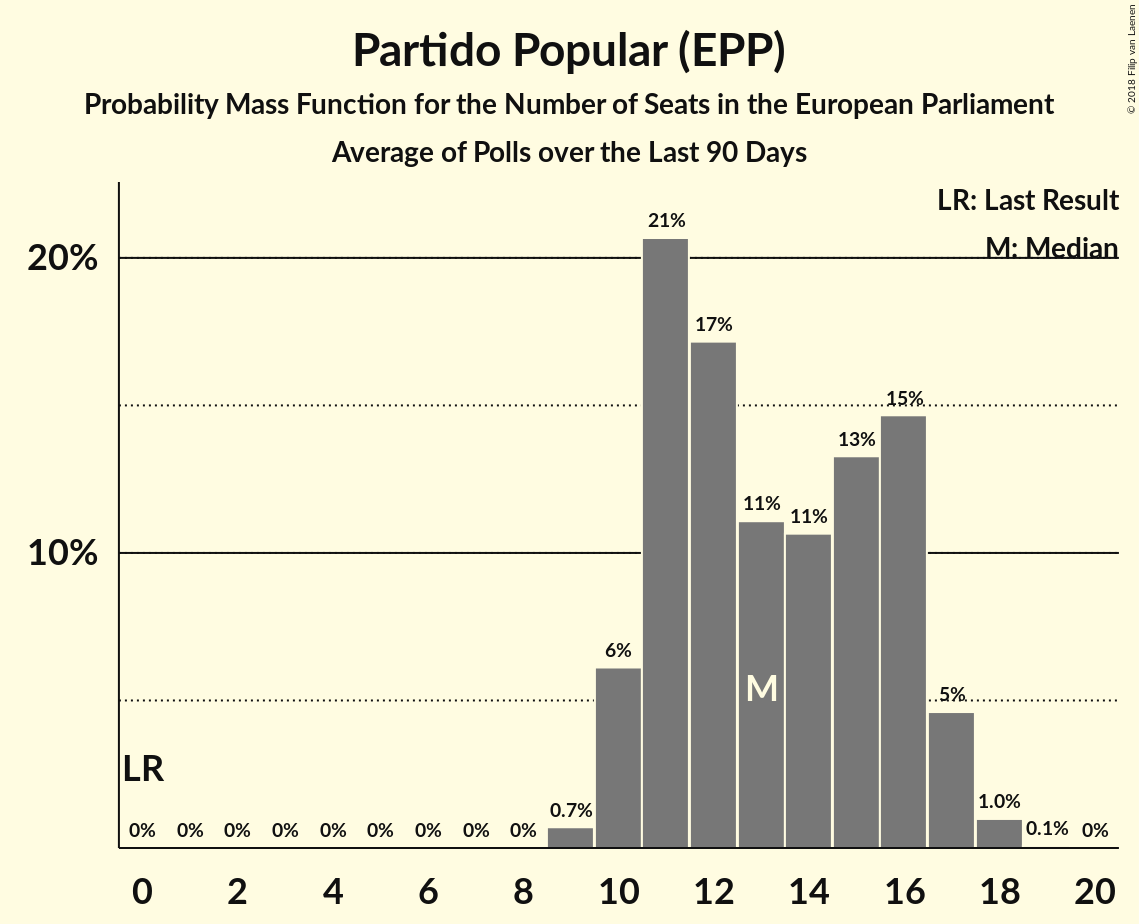 Partido Popular (EPP)
Probability Mass Function for the Number of Seats in the European Parliament
Average of Polls over the Last 90 Days
© 2018 Filip van Laenen
LR: Last Result
M: Median
20%
10%
21%
17%
15%
13%
11%
11%
6%
M
5%
LR
0% 0% 0% 0% 0% 0% 0% 0% 0% 0.7% 1.0% 0.1% 0%
0 2 4 6 8 10 12 14 16 18 20